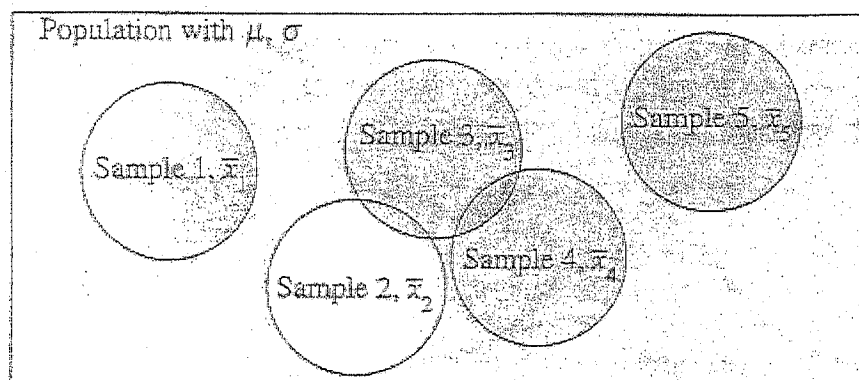 Population with μ, σ
Sample 1, x̄₁
Sample 2, x̄₂
Sample 3, x̄₃
Sample 4, x̄₄
Sample 5, x̄₅